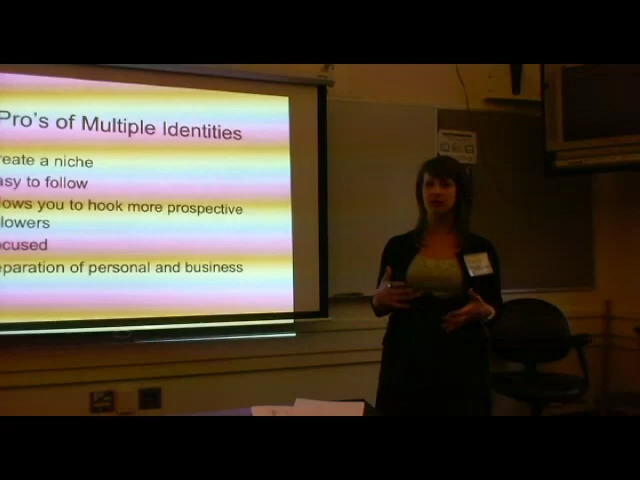 Pro's of Multiple Identities
reate a niche
asy to follow
lows you to hook more prospective
lowers
ocused
eparation of personal and business